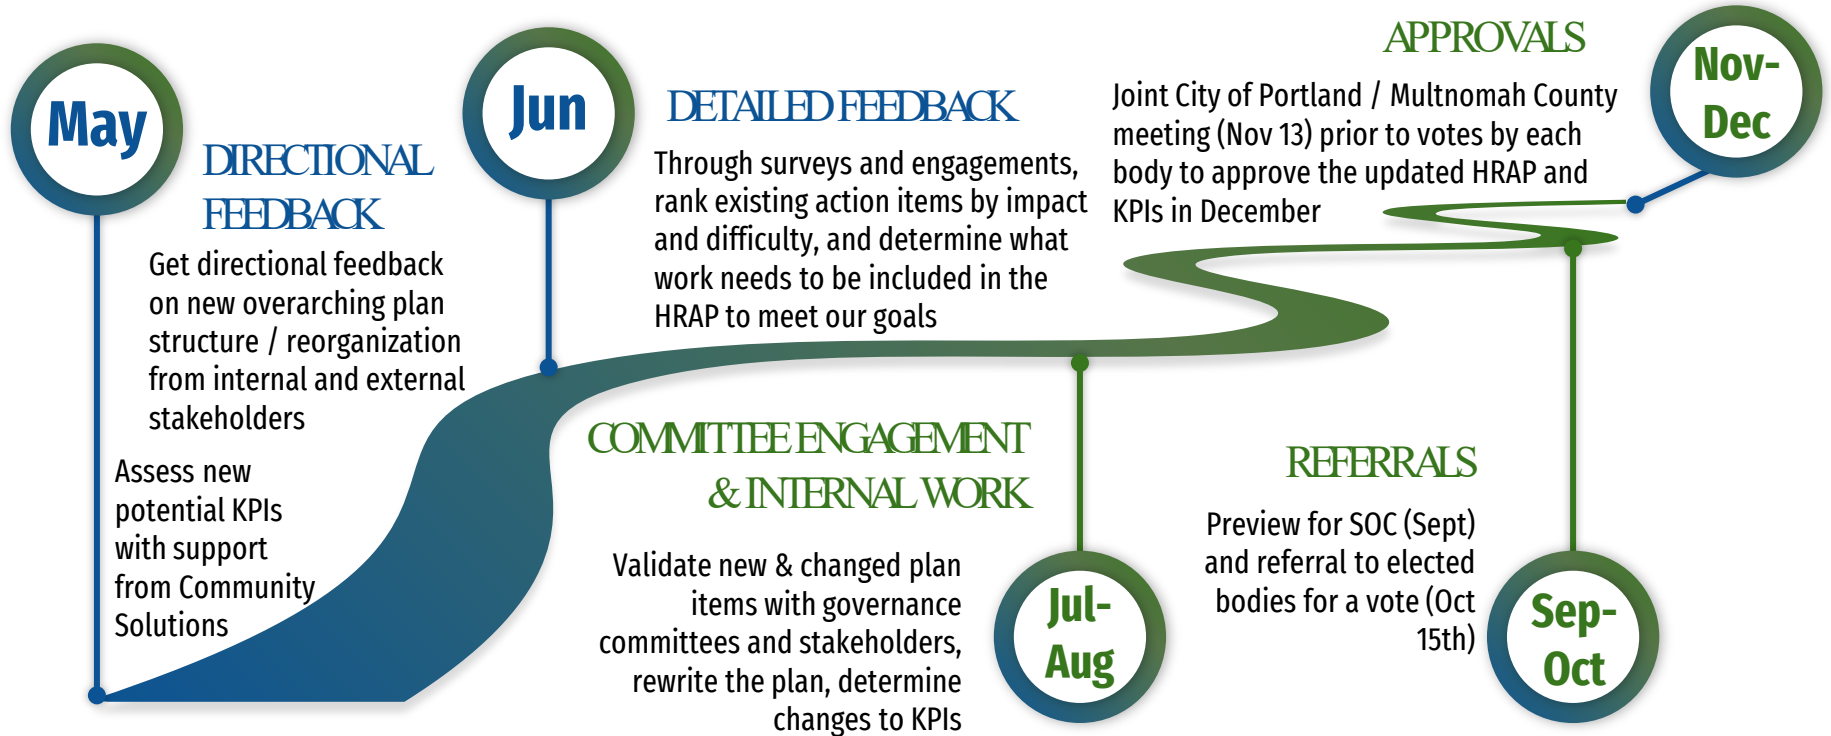 May
DIRECTIONAL
FEEDBACK
Get directional feedback
on new overarching plan
structure / reorganization
from internal and external
stakeholders
Assess new
potential KPIs
with support
from Community
Solutions
Jun
DETAILED FEEDBACK
Through surveys and engagements,
rank existing action items by impact
and difficulty, and determine what
work needs to be included in the
HRAP to meet our goals
COMMITTEE ENGAGEMENT
& INTERNAL WORK
Validate new & changed plan
items with governance
committees and stakeholders,
rewrite the plan, determine
changes to KPIs
Jul-
Aug
REFERRALS
Preview for SOC (Sept)
and referral to elected
bodies for a vote (Oct
15th)
Sep-
Oct
APPROVALS
Joint City of Portland / Multnomah County
meeting (Nov 13) prior to votes by each
body to approve the updated HRAP and
KPIs in December
Nov-
Dec